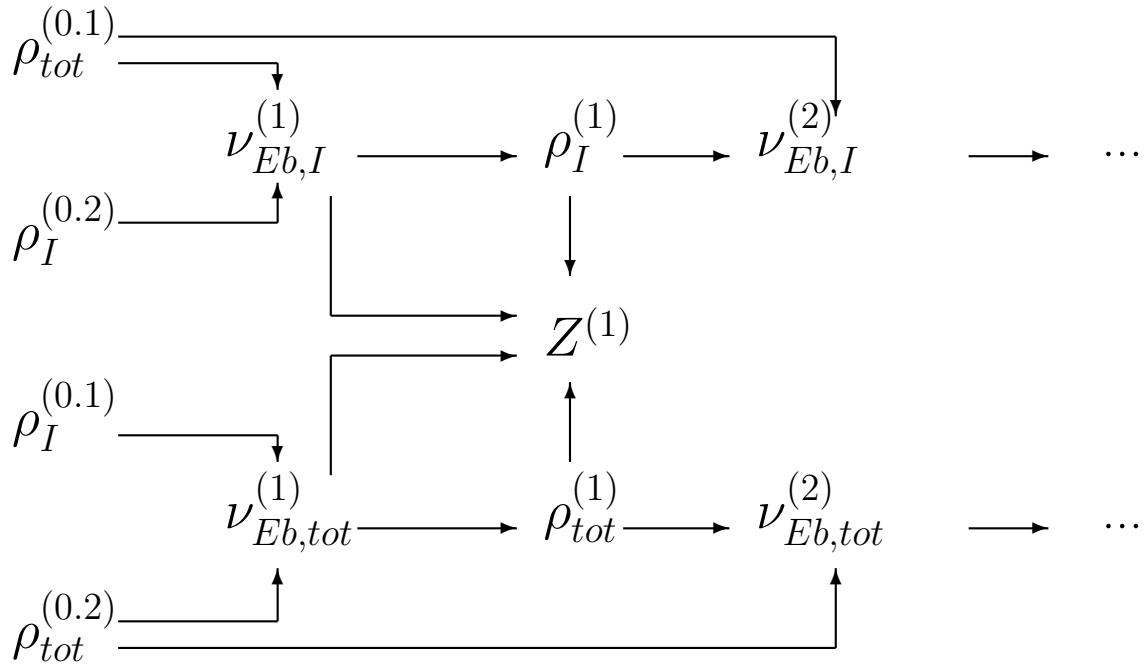 ρ_{tot}^{(0.1)}
ν_{Eb,I}^{(1)} ρ_I^{(1)} ν_{Eb,I}^{(2)} ...
ρ_I^{(0.2)}
Z^{(1)}
ρ_I^{(0.1)}
ν_{Eb,tot}^{(1)} ρ_{tot}^{(1)} ν_{Eb,tot}^{(2)} ...
ρ_{tot}^{(0.2)}